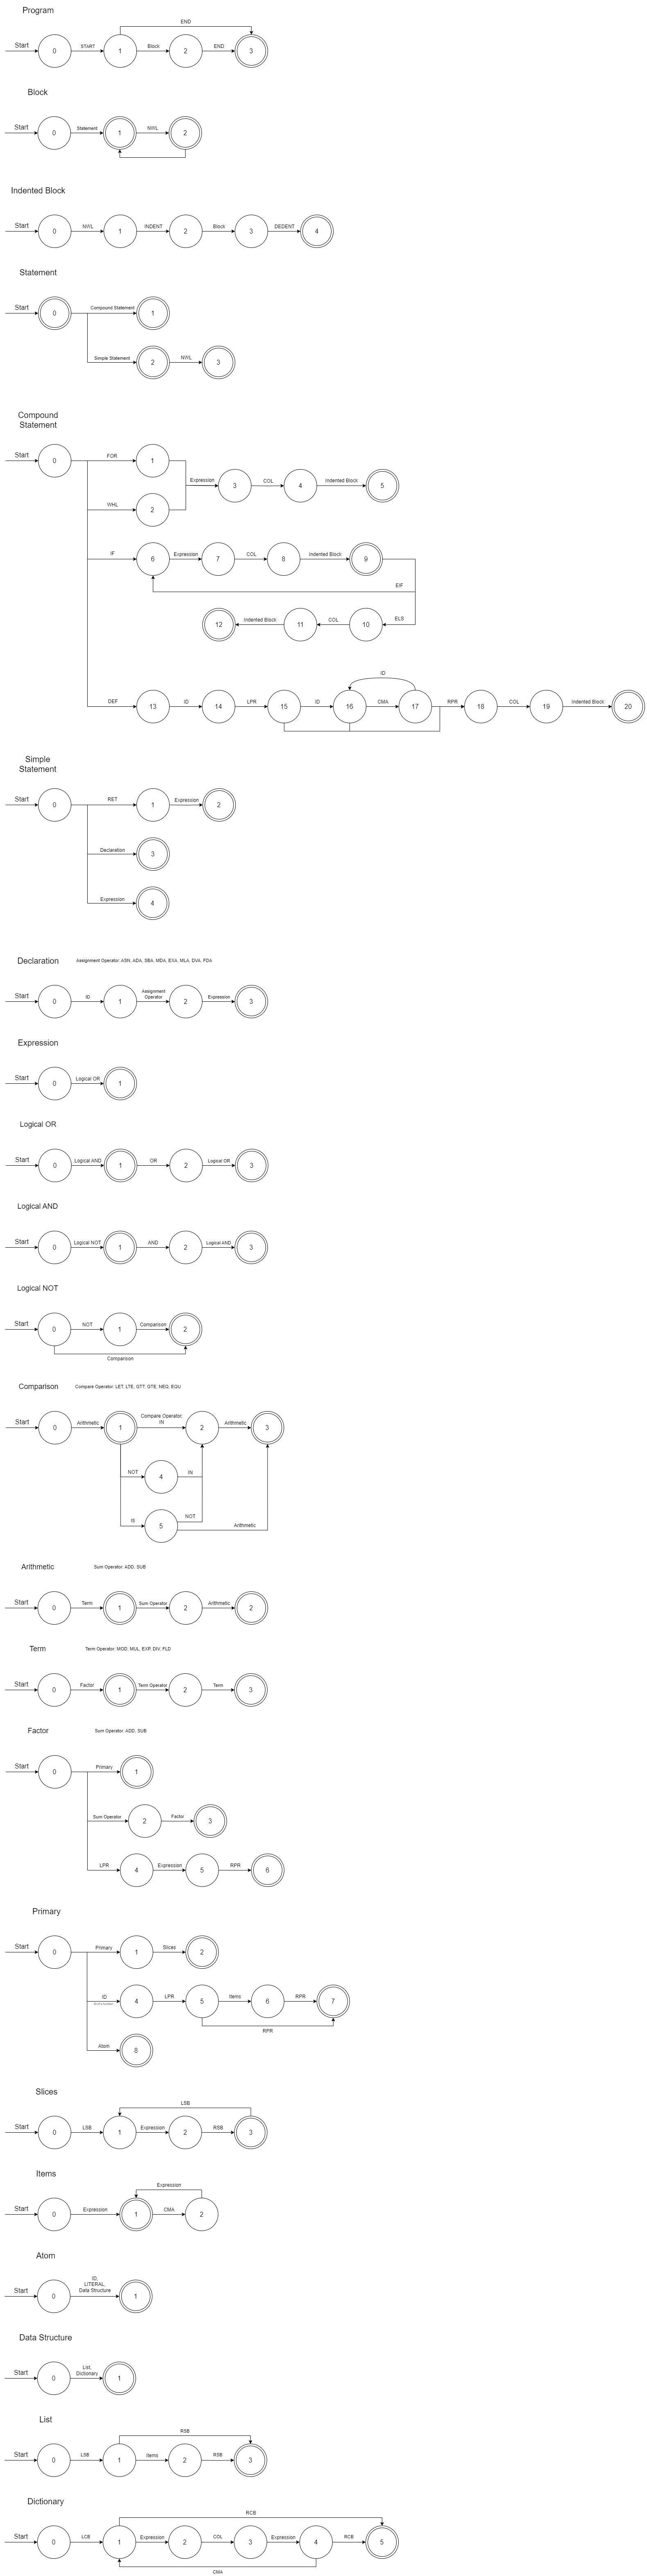 Program
END
Start 0 START 1 Block 2 END 3
Block
Start 0 Statement 1 NWL 2
Indented Block
Start 0 NWL 1 INDENT 2 Block 3 DEDENT 4
Statement
Start 0 Compound Statement 1
Simple Statement 2 NWL 3
Compound
Statement
Start 0 FOR 1
Expression 3 COL 4 Indented Block 5
WHL 2
IF 6 Expression 7 COL 8 Indented Block 9
EIF
12 Indented Block 11 COL 10 ELS
ID
DEF 13 ID 14 LPR 15 ID 16 CMA 17 RPR 18 COL 19 Indented Block 20
Simple
Statement
Start 0 RET 1 Expression 2
Declaration 3
Expression 4
Declaration Assignment Operator: ASN, ADA, SBA, MDA, EXA, MLA, DVA, FDA
Assignment
Operator
Start 0 ID 1 2 Expression 3
Expression
Start 0 Logical OR 1
Logical OR
Start 0 Logical AND 1 OR 2 Logical OR 3
Logical AND
Start 0 Logical NOT 1 AND 2 Logical AND 3
Logical NOT
Start 0 NOT 1 Comparison 2
Comparison
Comparison Compare Operator: LET, LTE, GTT, GTE, NEQ, EQU
Compare Operator,
IN
Start 0 Arithmetic 1 2 Arithmetic 3
NOT 4 IN
IS 5 NOT
Arithmetic
Arithmetic Sum Operator: ADD, SUB
Start 0 Term 1 Sum Operator 2 Arithmetic 2
Term Term Operator: MOD, MUL, EXP, DIV, FLD
Start 0 Factor 1 Term Operator 2 Term 3
Factor Sum Operator: ADD, SUB
Start 0 Primary 1
Sum Operator 2 Factor 3
LPR 4 Expression 5 RPR 6
Primary
Start 0 Primary 1 Slices 2
ID 4 LPR 5 Items 6 RPR 7
RPR
Atom 8
Slices
LSB
Start 0 LSB 1 Expression 2 RSB 3
Items
Expression
Start 0 Expression 1 CMA 2
Atom
ID,
LITERAL,
Data Structure
Start 0 1
Data Structure
List,
Dictionary
Start 0 1
List
RSB
Start 0 LSB 1 Items 2 RSB 3
Dictionary
RCB
Start 0 LCB 1 Expression 2 COL 3 Expression 4 RCB 5
CMA